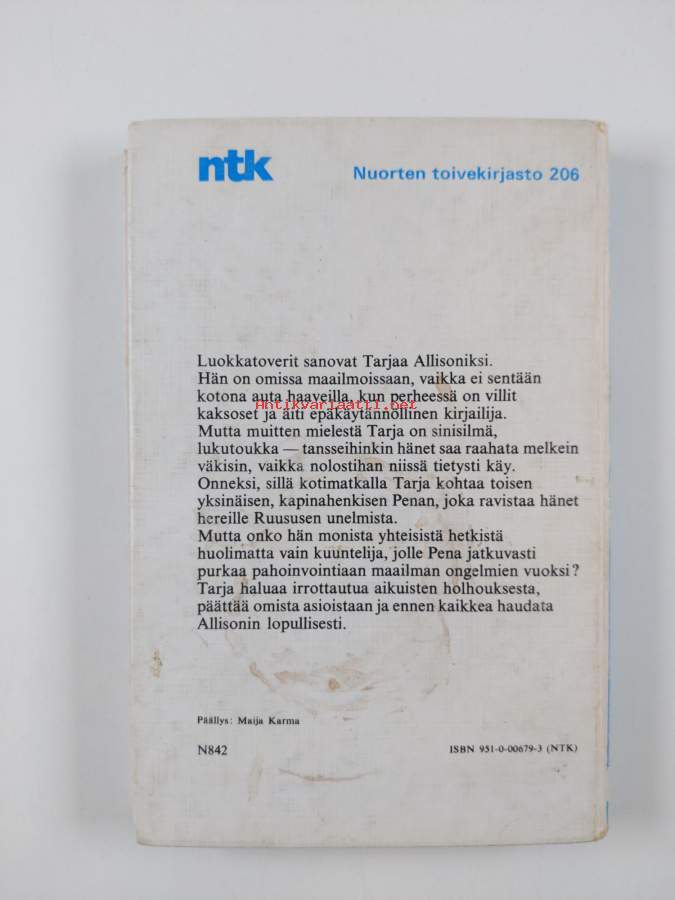 ntk
Nuorten toivekirjasto 206
Luokkatoverit sanovat Tarjaa Allisoniksi.
Hän on omissa maailmoissaan, vaikka ei sentään
kotona auta haaveilla, kun perheessä on villit
Antikvariaatti.net
kaksoset ja äiti epäkäytännöllinen kirjailija.
Mutta muitten mielestä Tarja on sinisilmä,
lukutoukka — tansseihinkin hänet saa raahata melkein
väkisin, vaikka nolostihan niissä tietysti käy.
Onneksi, sillä kotimatkalla Tarja kohtaa toisen
yksinäisen, kapinahenkisen Penan, joka ravistaa hänet
hereille Ruususen unelmista.
Mutta onko hän monista yhteisistä hetkistä
huolimatta vain kuuntelija, jolle Pena jatkuvasti
purkaa pahoinvointiaan maailman ongelmien vuoksi?
Tarja haluaa irrottautua aikuisten holhouksesta,
päättää omista asioistaan ja ennen kaikkea haudata
Allisonin lopullisesti.
Päällys: Maija Karma
N842
ISBN 951-0-00679-3 (NTK)